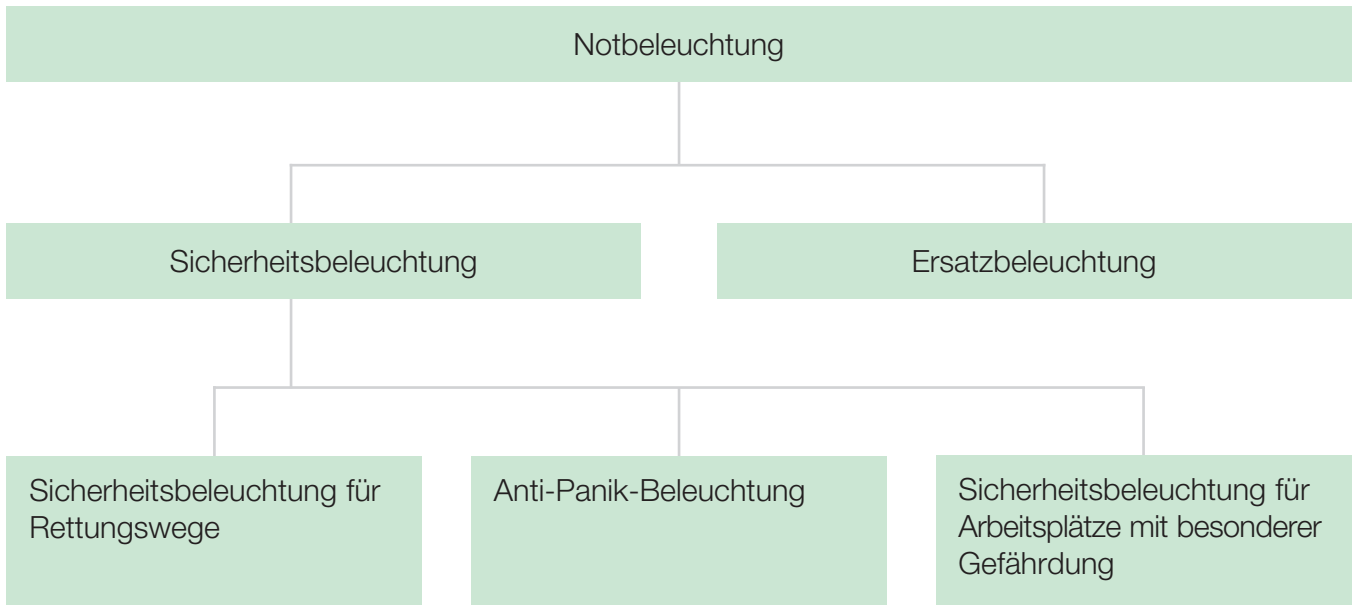 Notbeleuchtung
Sicherheitsbeleuchtung
Ersatzbeleuchtung
Sicherheitsbeleuchtung für
Rettungswege
Anti-Panik-Beleuchtung
Sicherheitsbeleuchtung für
Arbeitsplätze mit besonderer
Gefährdung